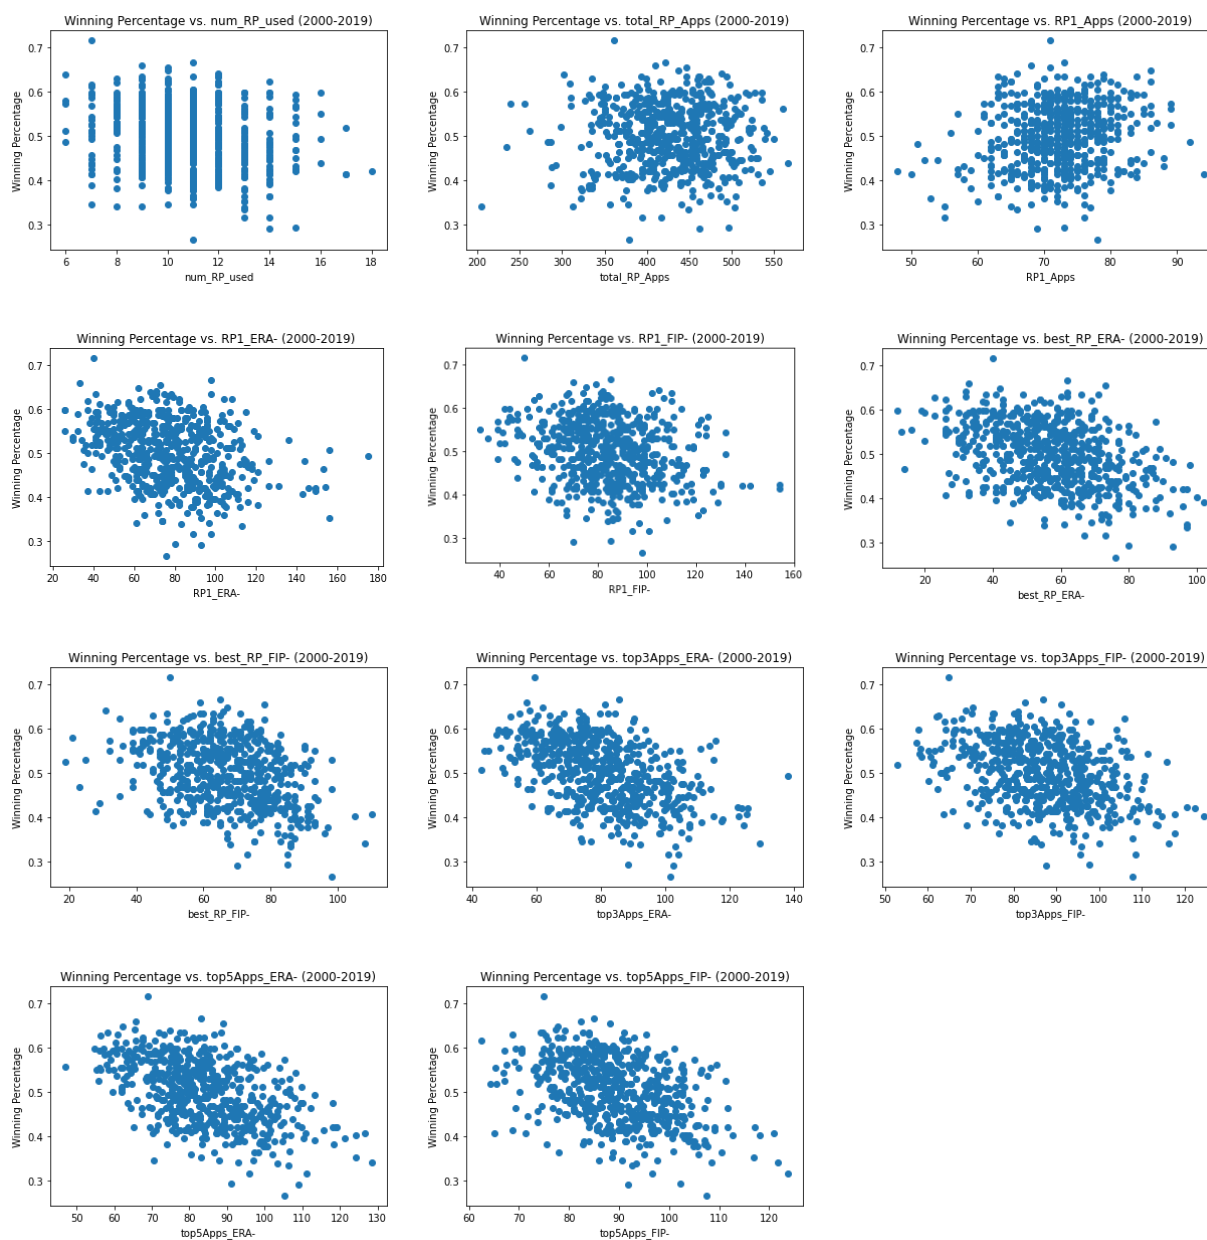 Winning Percentage vs. num_RP_used (2000-2019)
Winning Percentage
0.7
0.6
0.5
0.4
0.3
6 8 10 12 14 16 18
num_RP_used
Winning Percentage vs. total_RP_Apps (2000-2019)
Winning Percentage
0.7
0.6
0.5
0.4
0.3
200 250 300 350 400 450 500 550
total_RP_Apps
Winning Percentage vs. RP1_Apps (2000-2019)
Winning Percentage
0.7
0.6
0.5
0.4
0.3
50 60 70 80 90
RP1_Apps
Winning Percentage vs. RP1_ERA- (2000-2019)
Winning Percentage
0.7
0.6
0.5
0.4
0.3
20 40 60 80 100 120 140 160 180
RP1_ERA-
Winning Percentage vs. RP1_FIP- (2000-2019)
Winning Percentage
0.7
0.6
0.5
0.4
0.3
40 60 80 100 120 140 160
RP1_FIP-
Winning Percentage vs. best_RP_ERA- (2000-2019)
Winning Percentage
0.7
0.6
0.5
0.4
0.3
20 40 60 80 100
best_RP_ERA-
Winning Percentage vs. best_RP_FIP- (2000-2019)
Winning Percentage
0.7
0.6
0.5
0.4
0.3
20 40 60 80 100
best_RP_FIP-
Winning Percentage vs. top3Apps_ERA- (2000-2019)
Winning Percentage
0.7
0.6
0.5
0.4
0.3
40 60 80 100 120 140
top3Apps_ERA-
Winning Percentage vs. top3Apps_FIP- (2000-2019)
Winning Percentage
0.7
0.6
0.5
0.4
0.3
50 60 70 80 90 100 110 120
top3Apps_FIP-
Winning Percentage vs. top5Apps_ERA- (2000-2019)
Winning Percentage
0.7
0.6
0.5
0.4
0.3
50 60 70 80 90 100 110 120 130
top5Apps_ERA-
Winning Percentage vs. top5Apps_FIP- (2000-2019)
Winning Percentage
0.7
0.6
0.5
0.4
0.3
60 70 80 90 100 110 120
top5Apps_FIP-